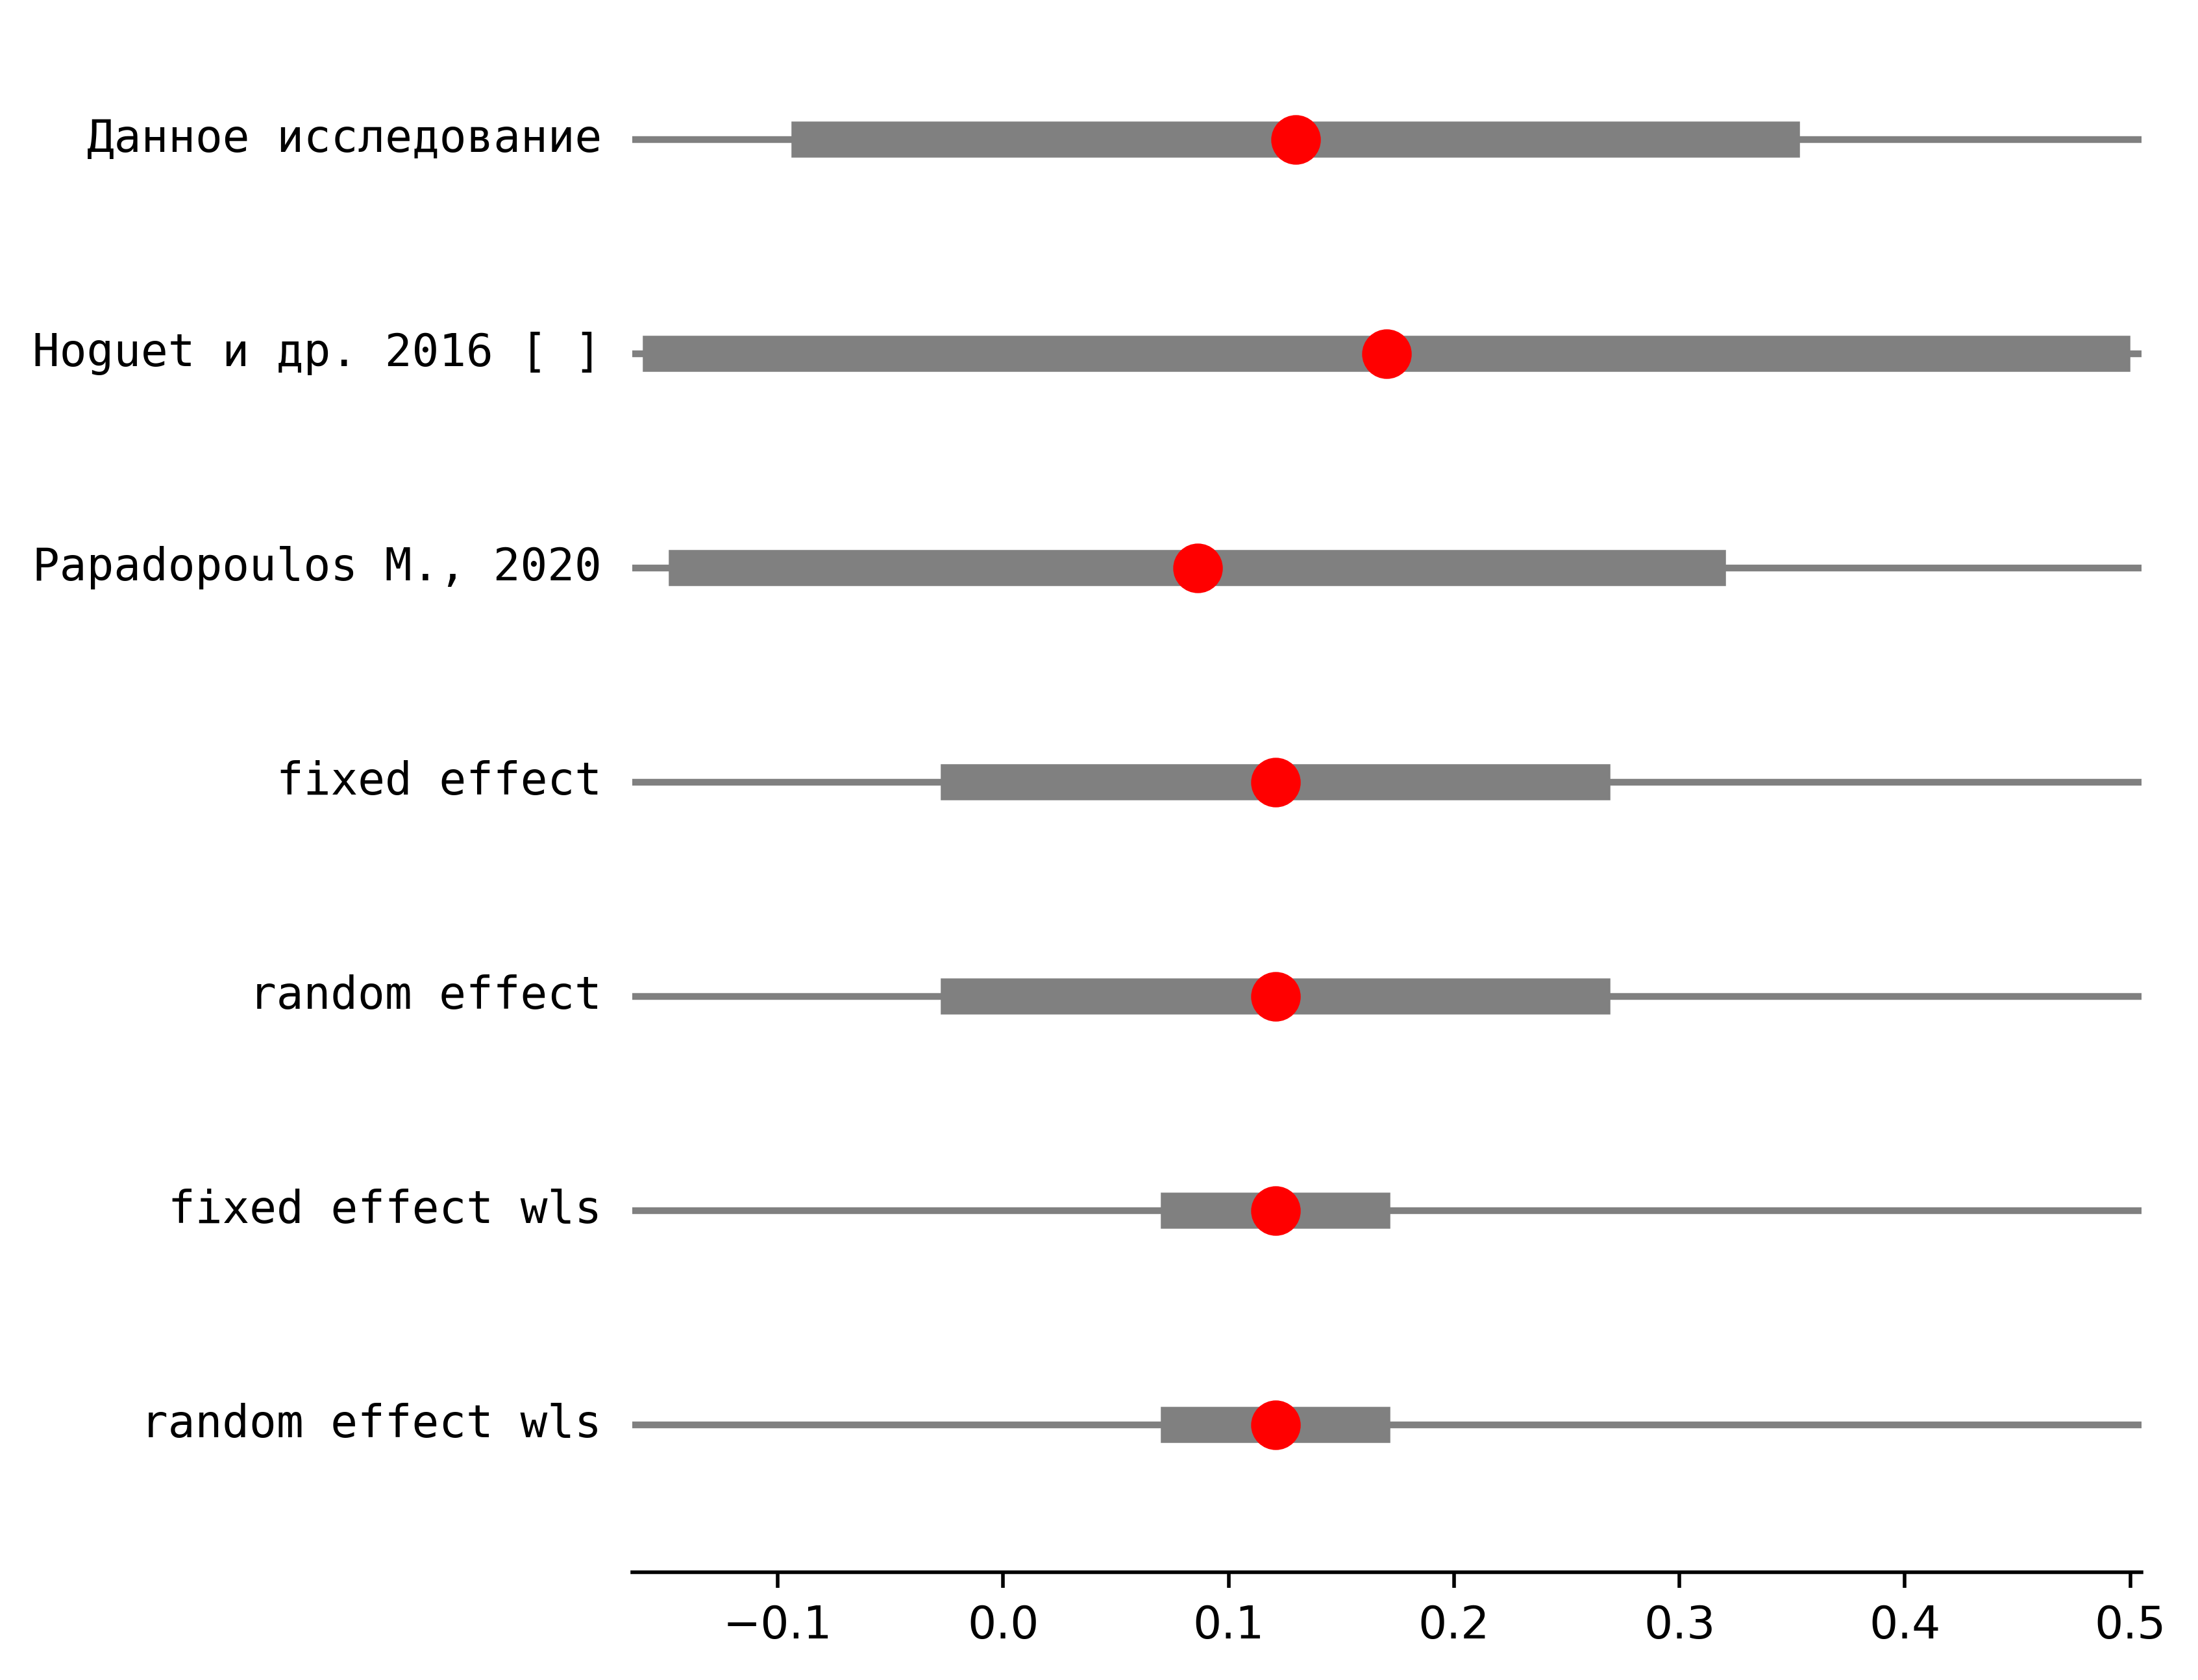 Данное исследование
Hoguet и др. 2016 [ ]
Papadopoulos M., 2020
fixed effect
random effect
fixed effect wls
random effect wls
−0.1 0.0 0.1 0.2 0.3 0.4 0.5